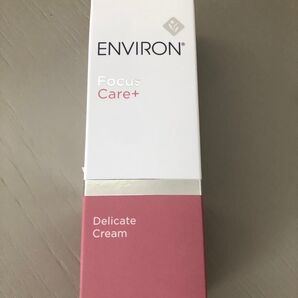 ENVIRON®
Focus
Care+
Delicate
Cream